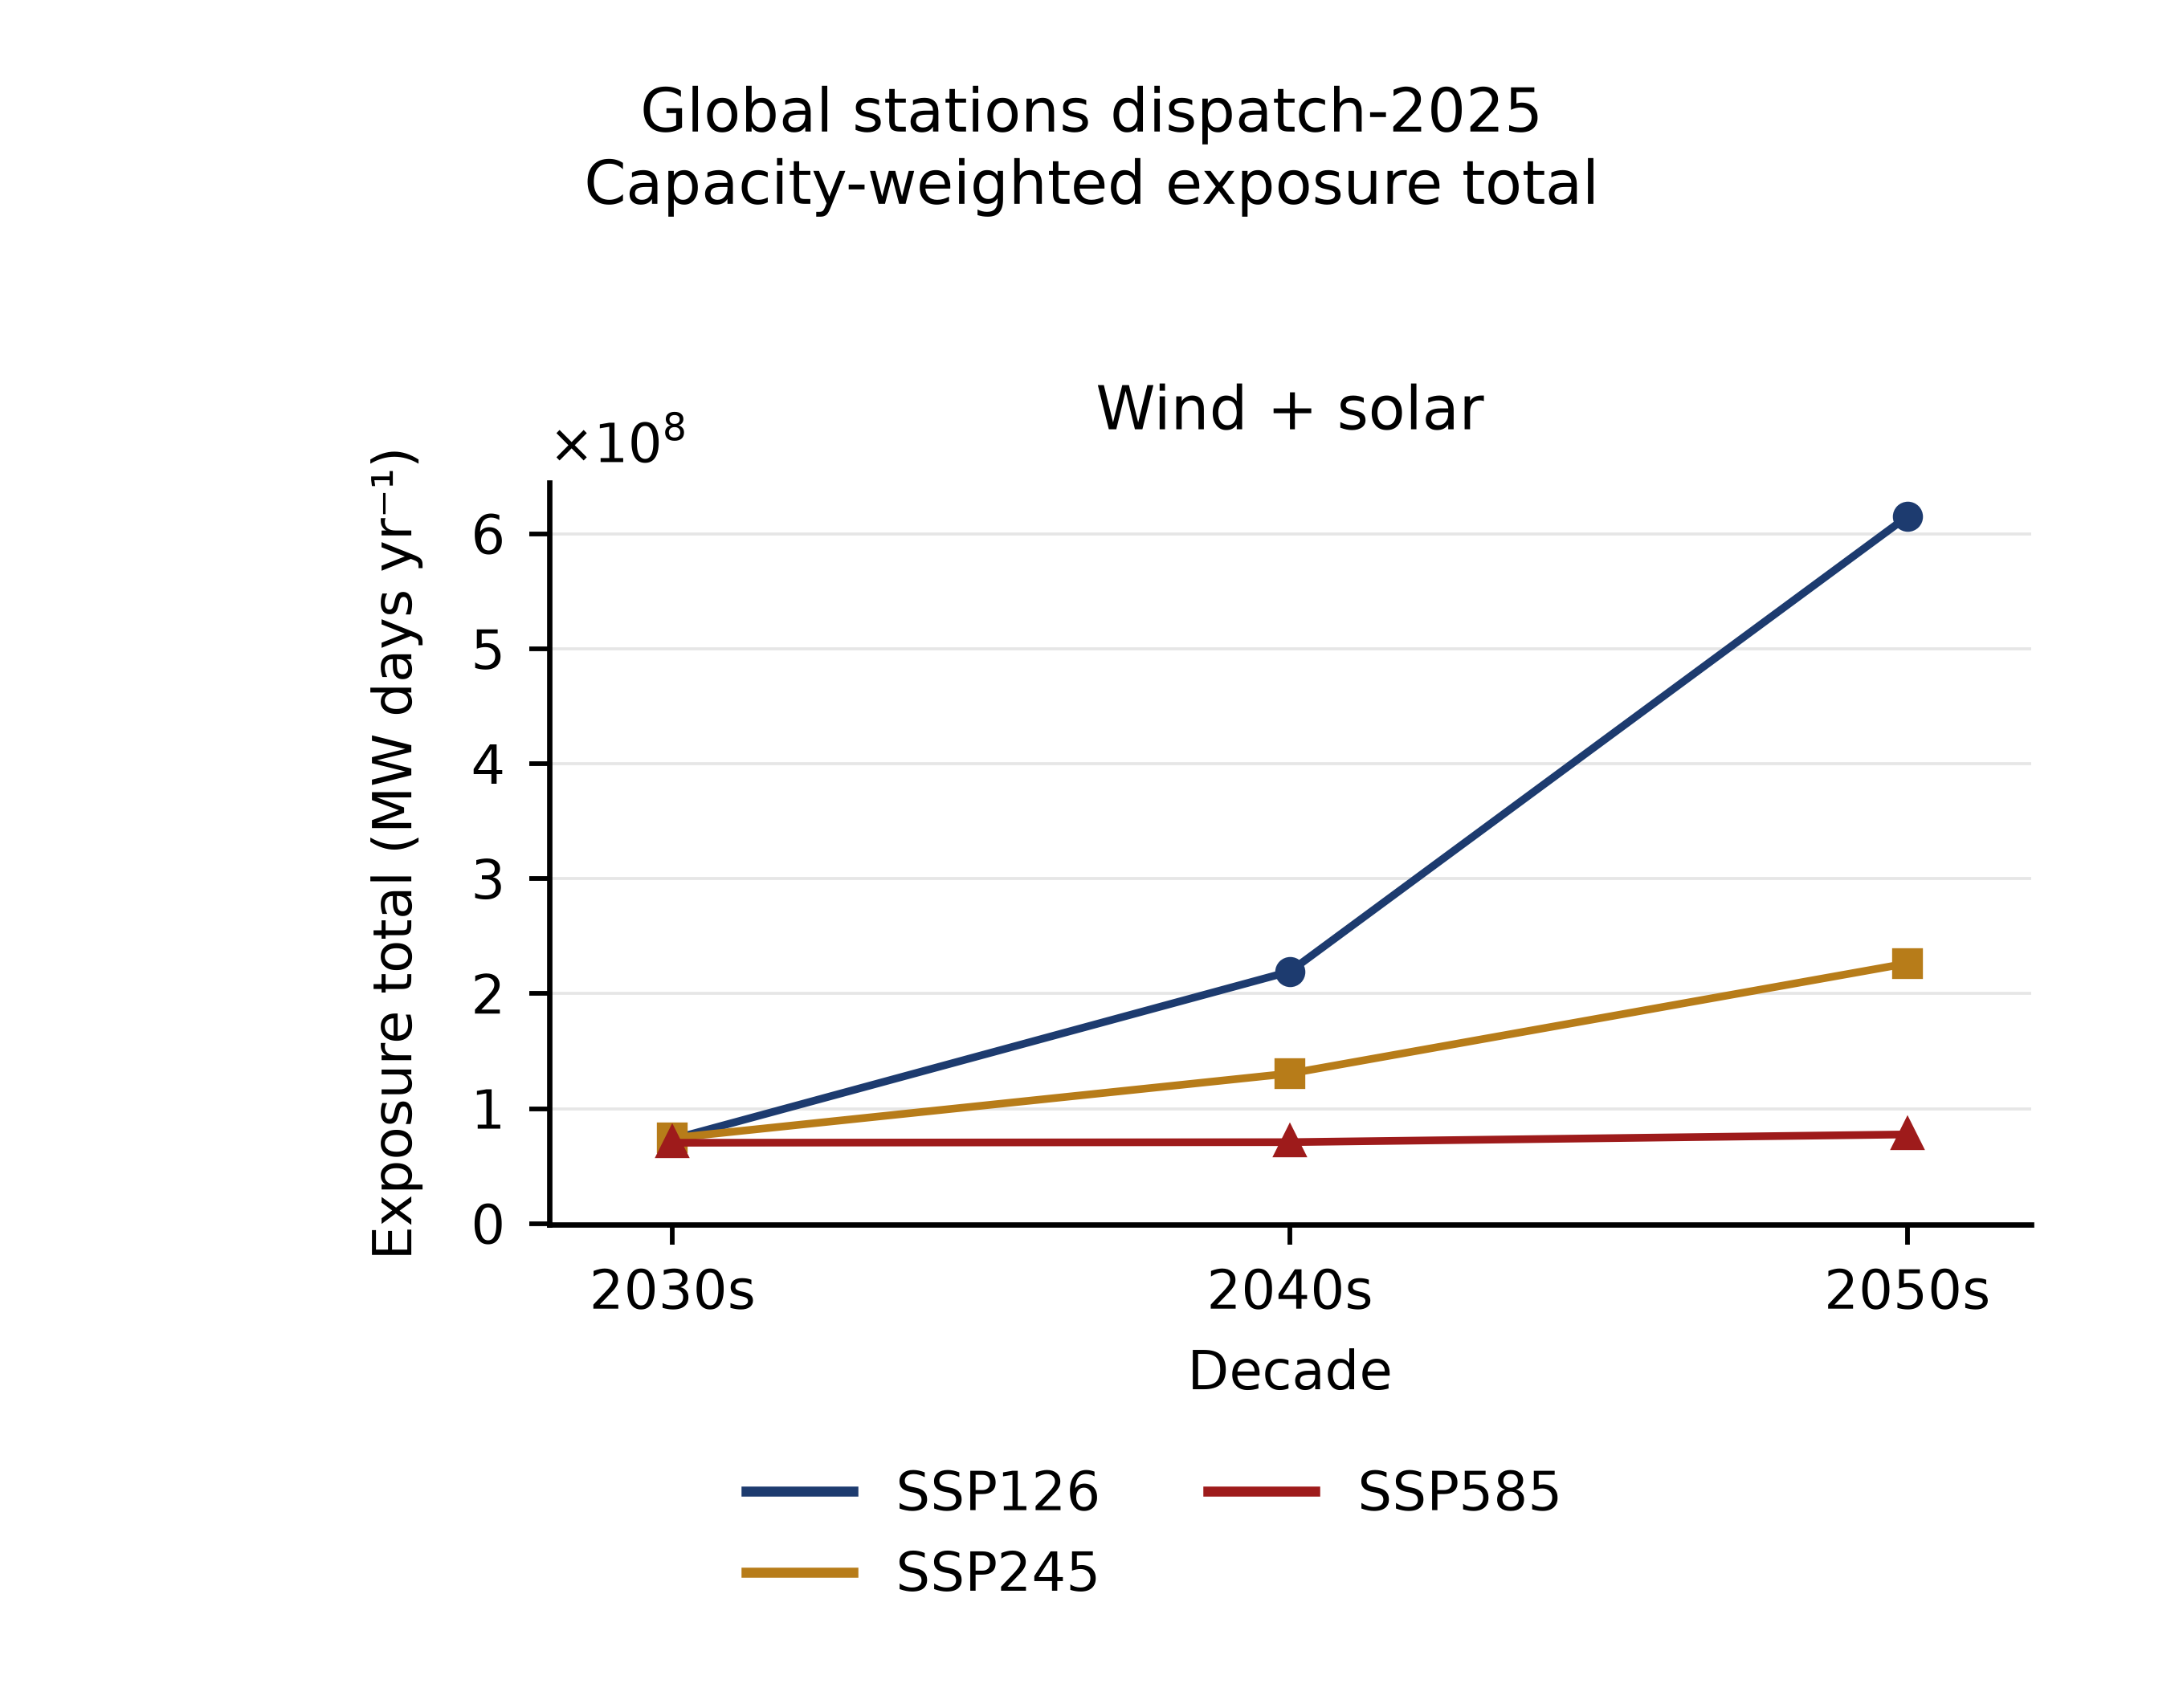 Global stations dispatch-2025
Capacity-weighted exposure total
Wind + solar
×10⁸
Exposure total (MW days yr⁻¹)
6
5
4
3
2
1
0
2030s
2040s
2050s
Decade
SSP126
SSP585
SSP245